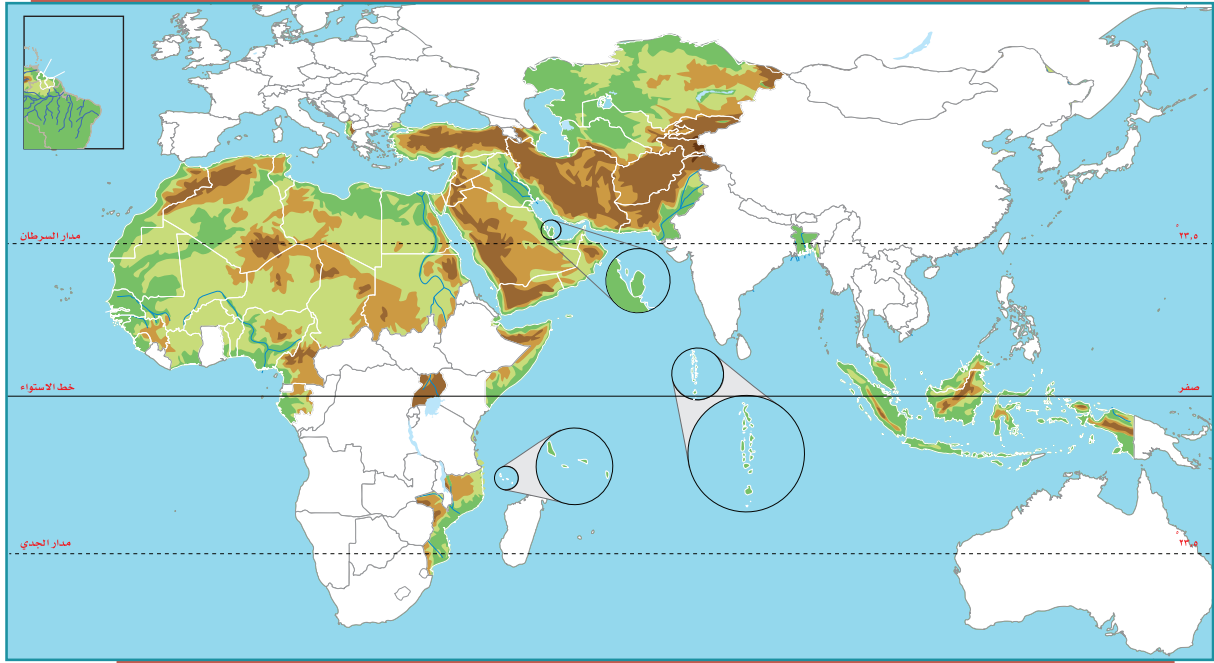 مدار السرطان
٢٣,٥°
خط الاستواء
صفر
مدار الجدي
٢٣,٥°